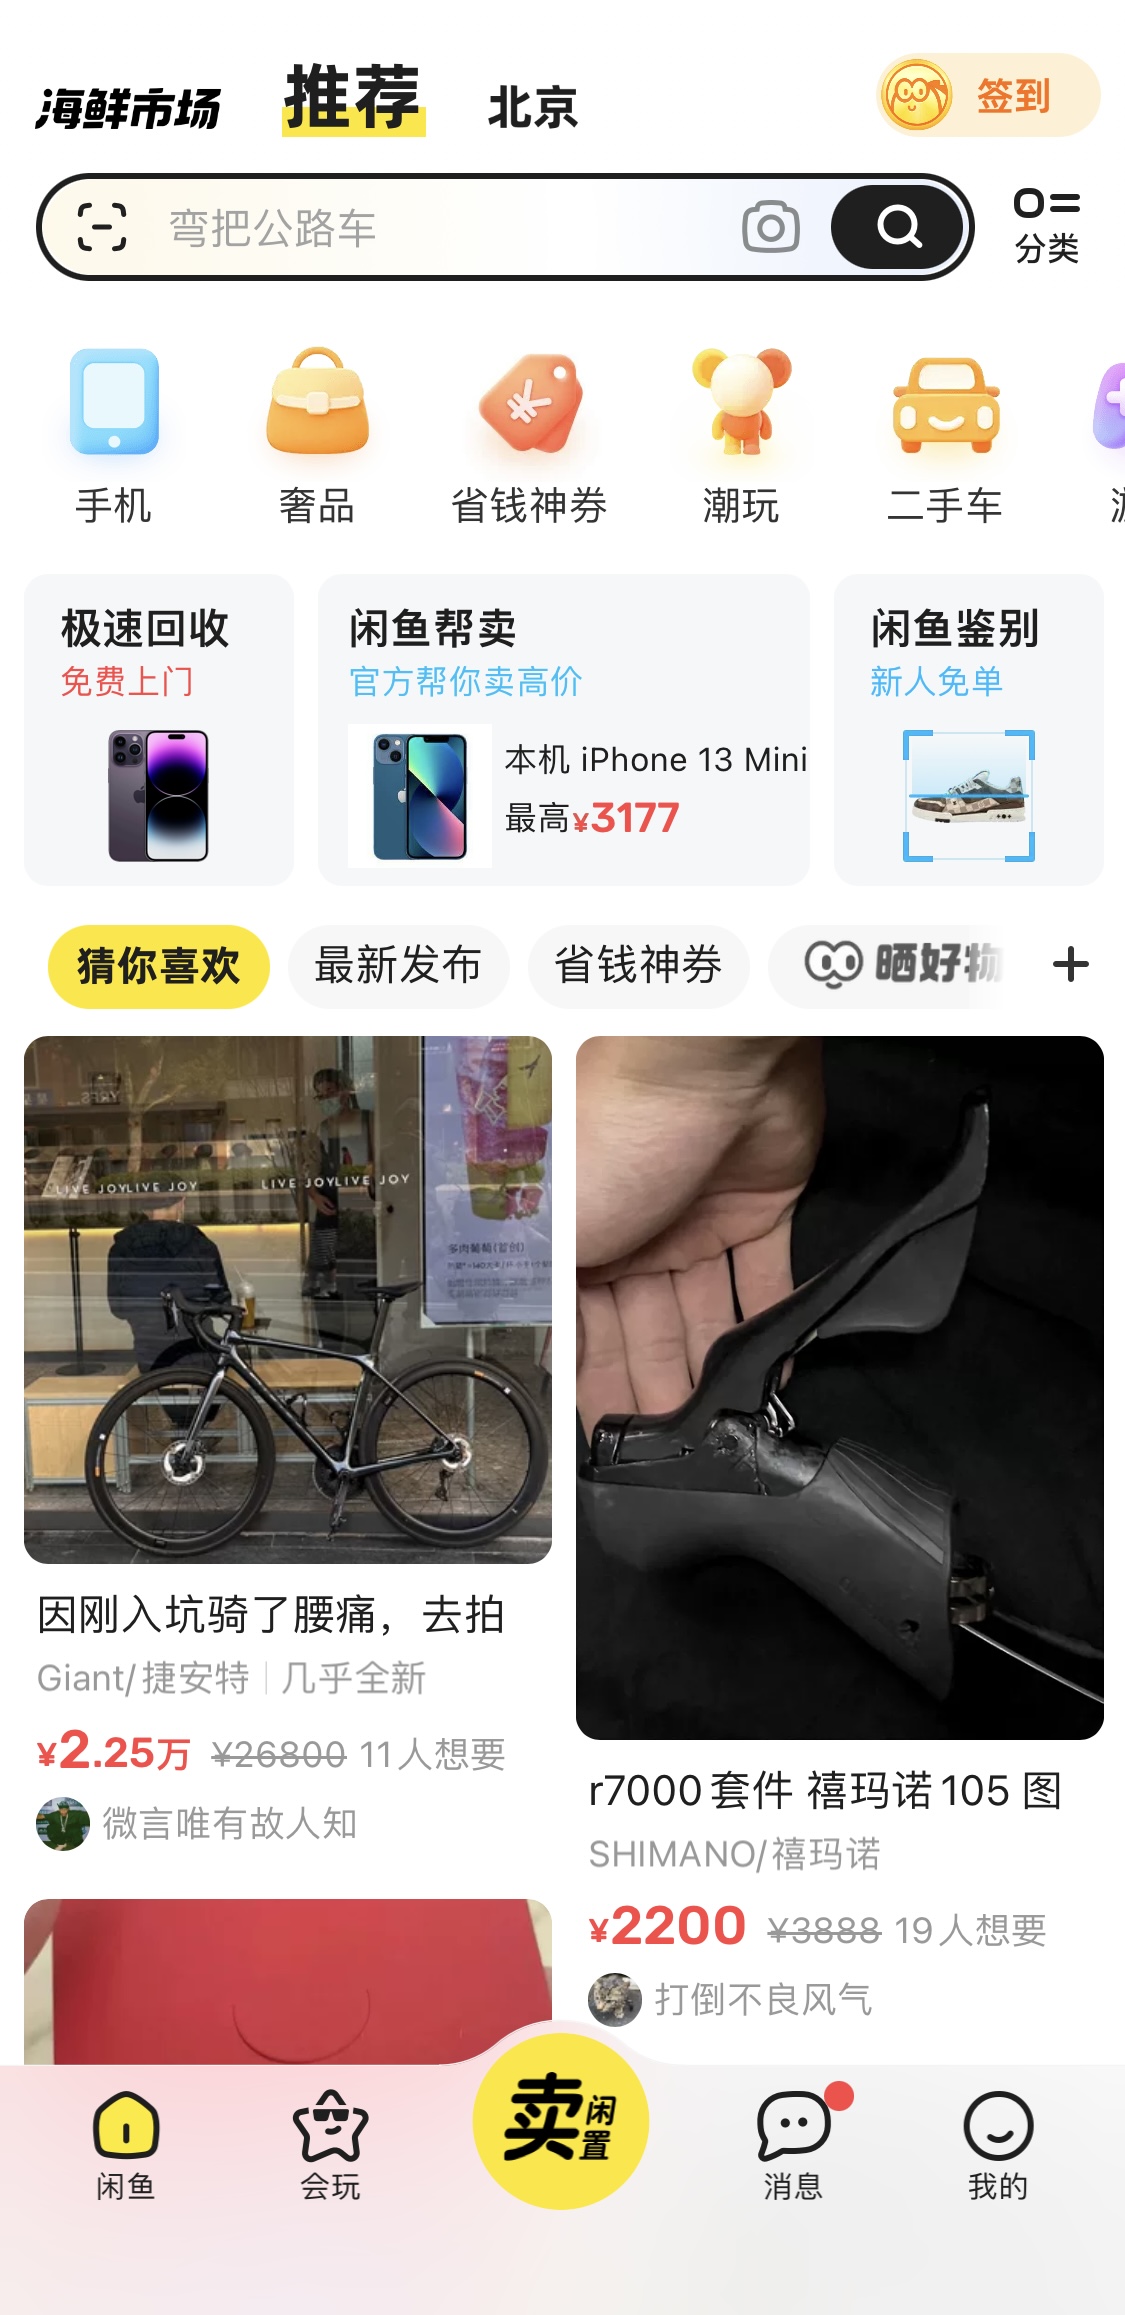 海鲜市场 推荐 北京 签到
弯把公路车
分类
手机 奢品 省钱神券 潮玩 二手车
极速回收
免费上门
闲鱼帮卖
官方帮你卖高价
本机 iPhone 13 Mini
最高¥3177
闲鱼鉴别
新人免单
猜你喜欢 最新发布 省钱神券 晒好物
LIVE JOYLIVE JOY LIVE JOYLIVE JOY
多肉葡萄(首创)
因刚入坑骑了腰痛，去拍
Giant/捷安特 几乎全新
¥2.25万 ¥26800 11人想要
微言唯有故人知
r7000套件 禧玛诺105 图
SHIMANO/禧玛诺
¥2200 ¥3888 19人想要
打倒不良风气
闲鱼 会玩 卖闲置 消息 我的